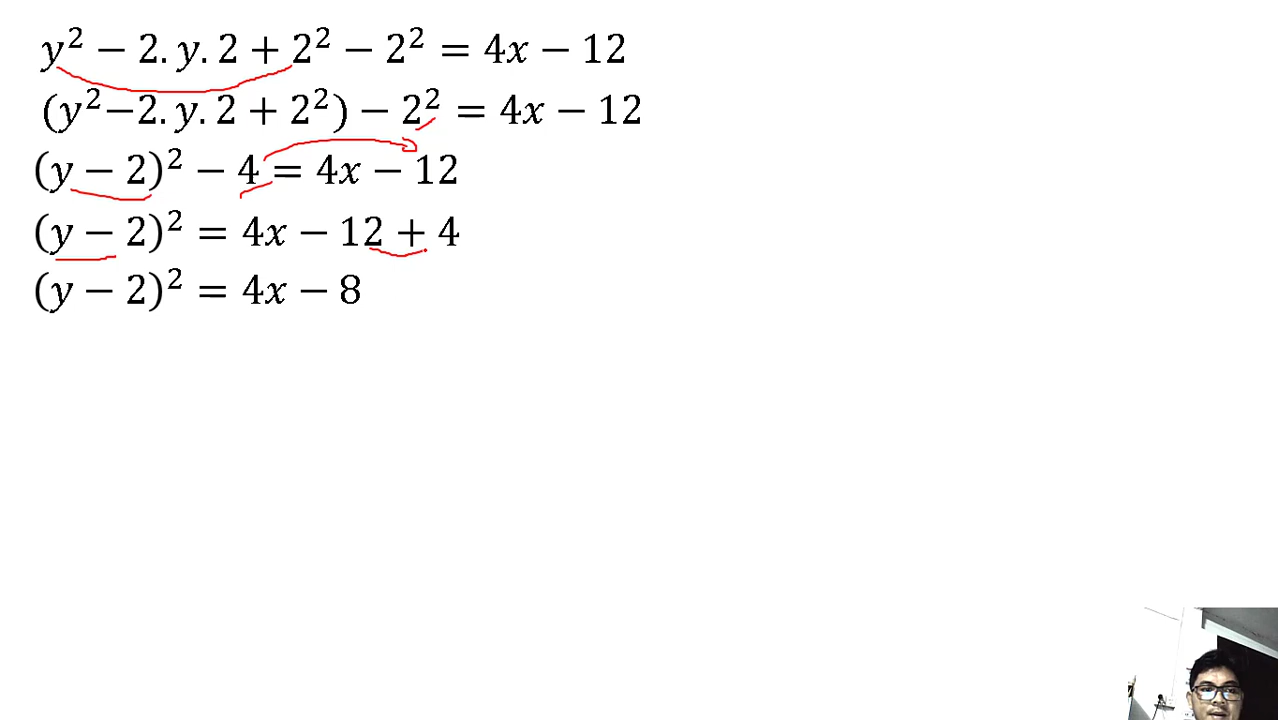 y² − 2. y. 2 + 2² − 2² = 4x − 12
(y²−2. y. 2 + 2²) − 2² = 4x − 12
(y − 2)² − 4 = 4x − 12
(y − 2)² = 4x − 12 + 4
(y − 2)² = 4x − 8